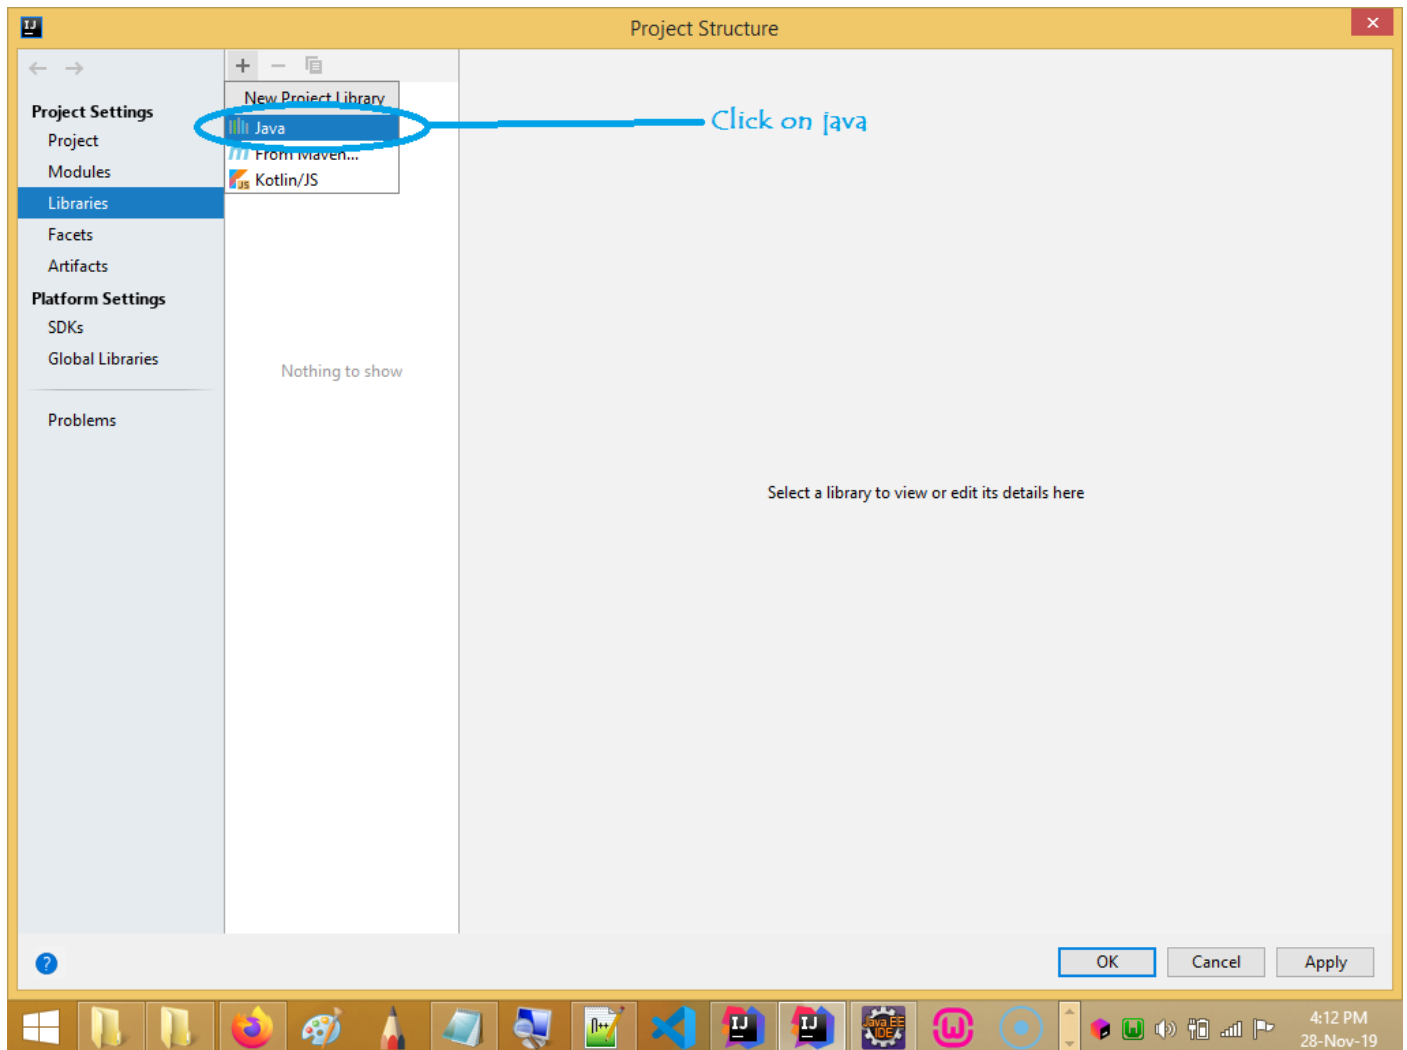 Project Structure
New Project Library
Java
From Maven...
Kotlin/JS
Click on java
Project Settings
Project
Modules
Libraries
Facets
Artifacts
Platform Settings
SDKs
Global Libraries
Problems
Nothing to show
Select a library to view or edit its details here
OK
Cancel
Apply
4:12 PM
28-Nov-19